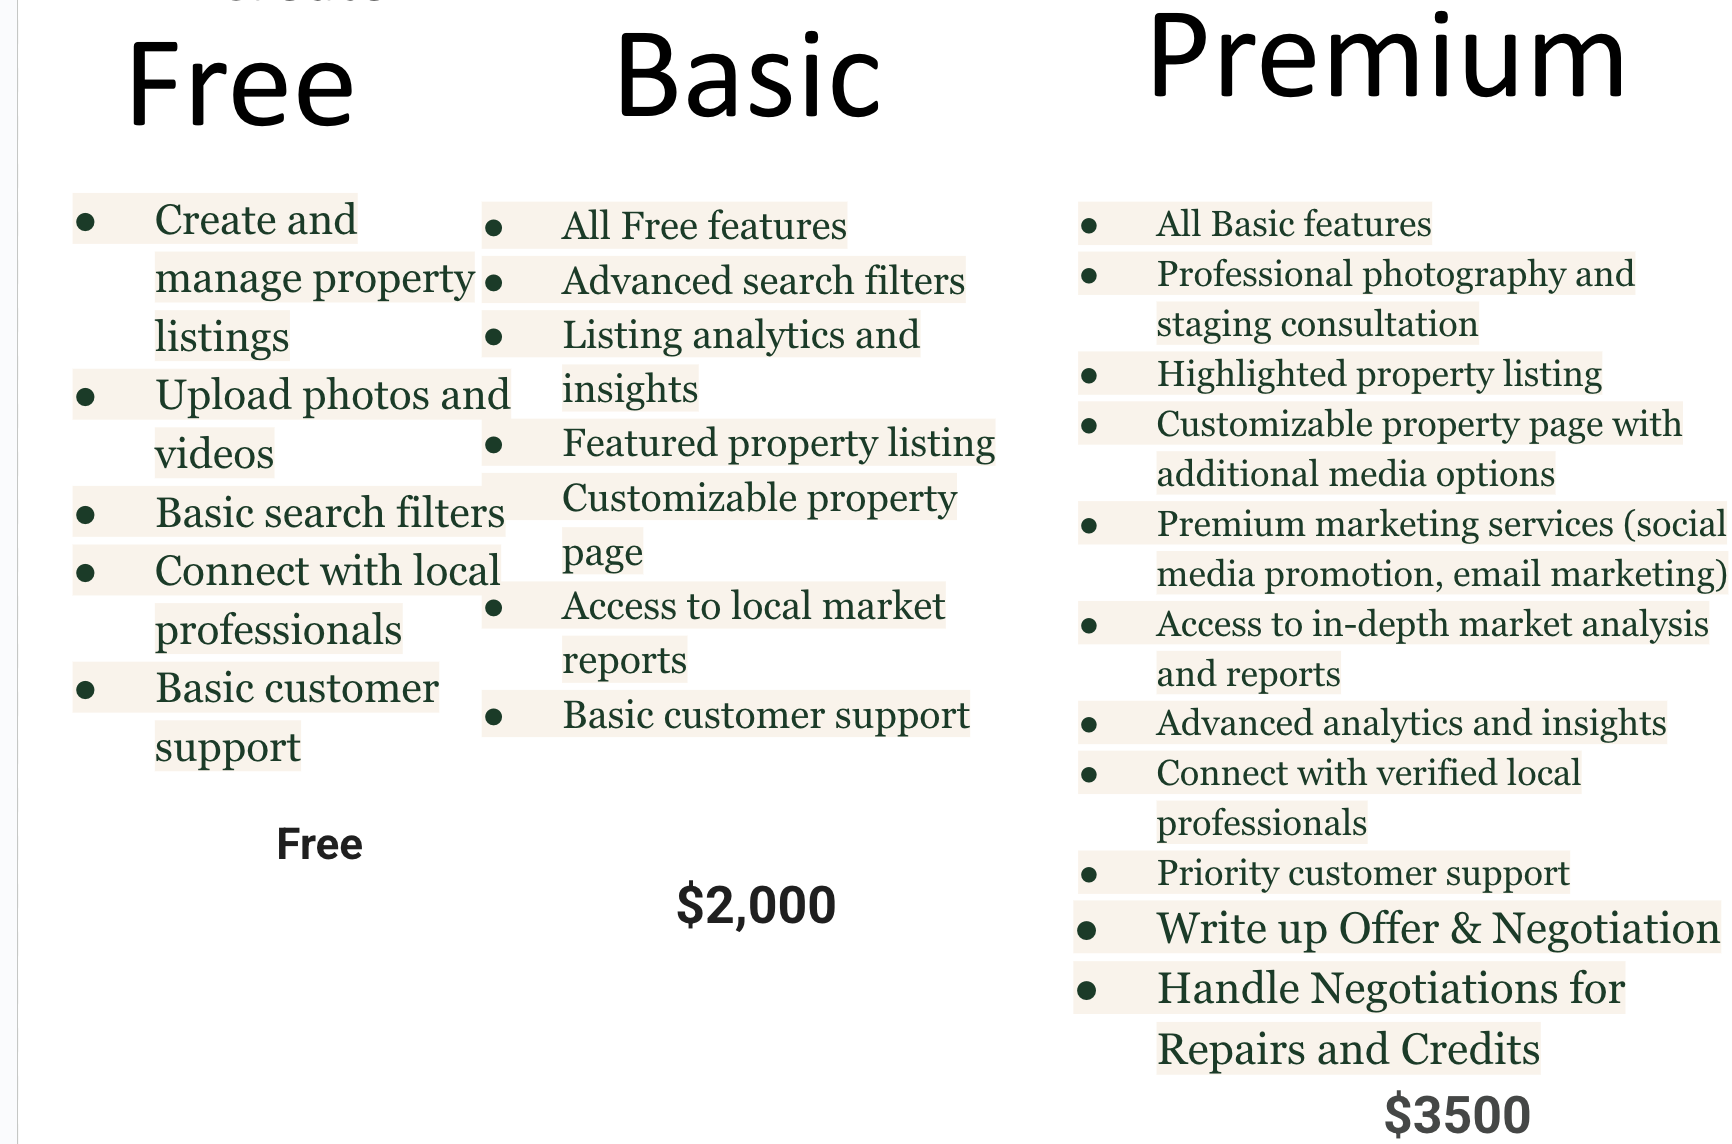 Free
Create and
manage property
listings
Upload photos and
videos
Basic search filters
Connect with local
professionals
Basic customer
support
Free
Basic
All Free features
Advanced search filters
Listing analytics and
insights
Featured property listing
Customizable property
page
Access to local market
reports
Basic customer support
$2,000
Premium
All Basic features
Professional photography and
staging consultation
Highlighted property listing
Customizable property page with
additional media options
Premium marketing services (social
media promotion, email marketing)
Access to in-depth market analysis
and reports
Advanced analytics and insights
Connect with verified local
professionals
Priority customer support
Write up Offer & Negotiation
Handle Negotiations for
Repairs and Credits
$3500